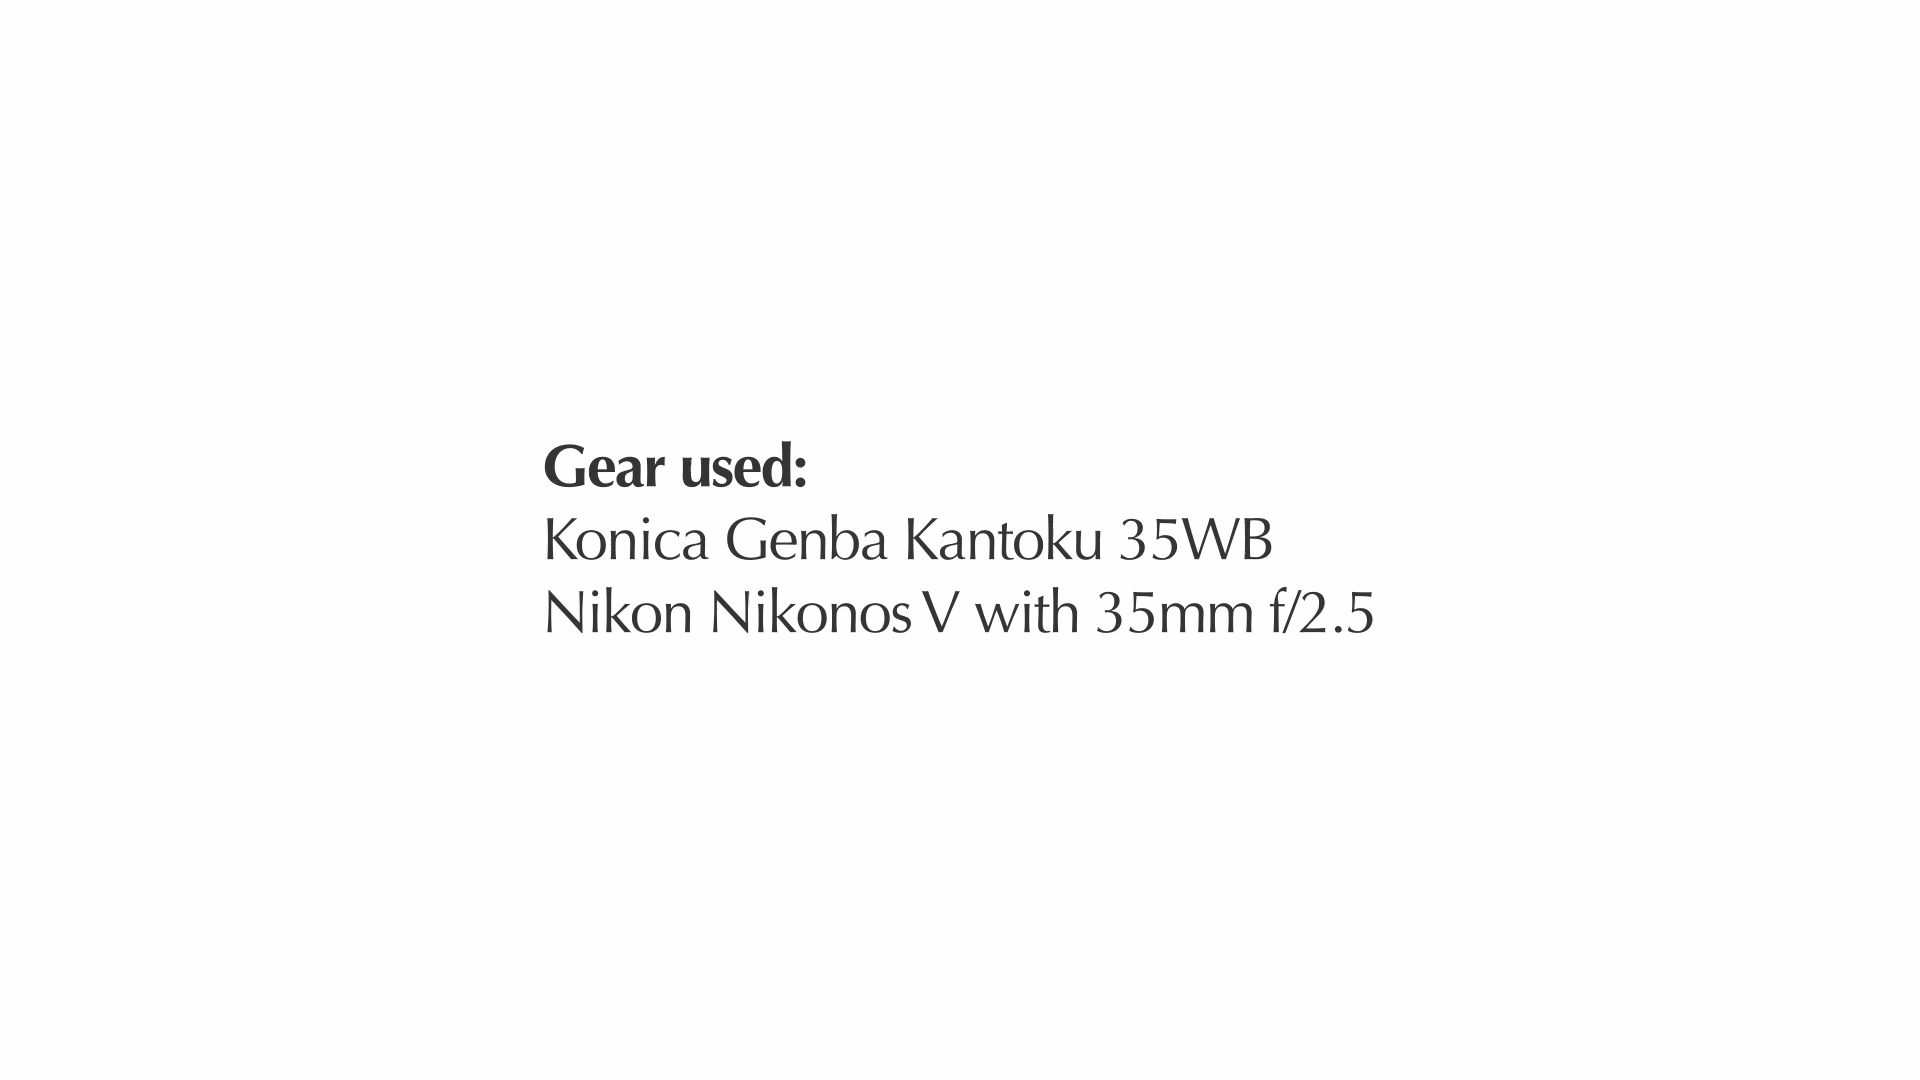 Gear used:
Konica Genba Kantoku 35WB
Nikon Nikonos V with 35mm f/2.5